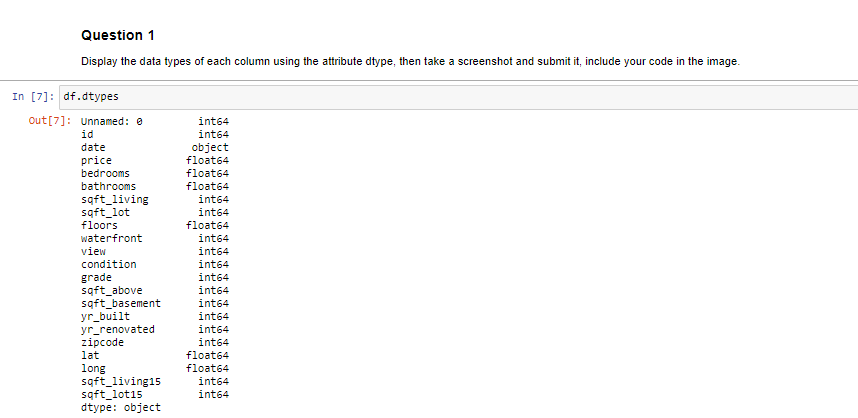 Question 1
Display the data types of each column using the attribute dtype, then take a screenshot and submit it, include your code in the image.
In [7]: df.dtypes
Out[7]: Unnamed: 0 int64
id int64
date object
price float64
bedrooms float64
bathrooms float64
sqft_living int64
sqft_lot int64
floors float64
waterfront int64
view int64
condition int64
grade int64
sqft_above int64
sqft_basement int64
yr_built int64
yr_renovated int64
zipcode int64
lat float64
long float64
sqft_living15 int64
sqft_lot15 int64
dtype: object